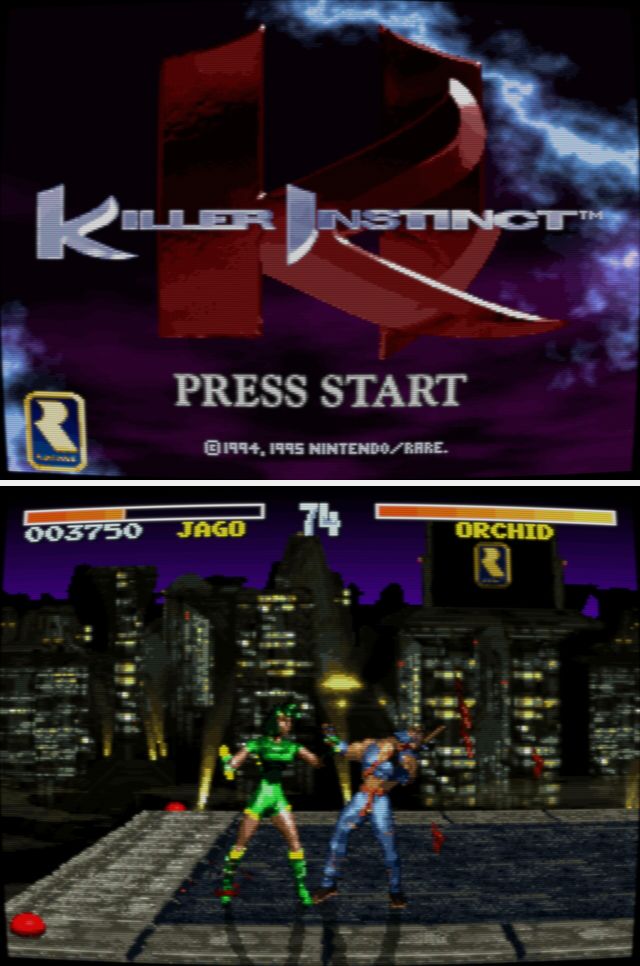 KILLER INSTINCT™
PRESS START
©1994, 1995 NINTENDO/RARE.
74
003750 JAGO ORCHID